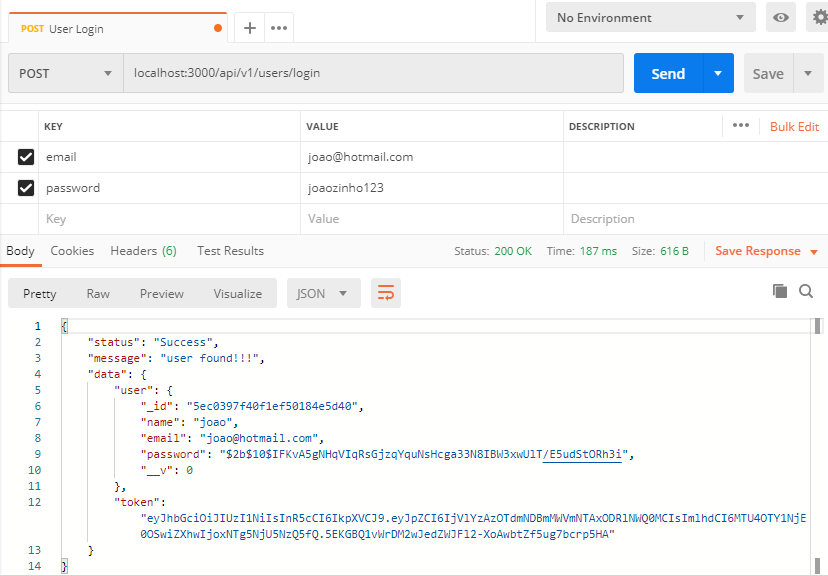 POST User Login
No Environment
POST localhost:3000/api/v1/users/login Send Save
KEY VALUE DESCRIPTION Bulk Edit
email joao@hotmail.com
password joaozinho123
Key Value Description
Body Cookies Headers (6) Test Results Status: 200 OK Time: 187 ms Size: 616 B Save Response
Pretty Raw Preview Visualize JSON
1 {
2 "status": "Success",
3 "message": "user found!!!",
4 "data": {
5 "user": {
6 "_id": "5ec0397f40f1ef50184e5d40",
7 "name": "joao",
8 "email": "joao@hotmail.com",
9 "password": "$2b$10$IFKvA5gNHqVIqRsGjzqYquNsHcga33N8IBW3xwUlT/E5udStORh3i",
10 "__v": 0
11 },
12 "token":
"eyJhbGciOiJIUzI1NiIsInR5cCI6IkpXVCJ9.eyJpZCI6IjVlYzAzOTdmNDBmMWVmNTAxODRlNWQ0MCIsImlhdCI6MTU4OTY1NjE
0OSwiZXhwIjoxNTg5NjU5NzQ5fQ.5EKGBQ1vWrDM2wJedZWJFl2-XoAwbtZf5ug7bcrp5HA"
13 }
14 }